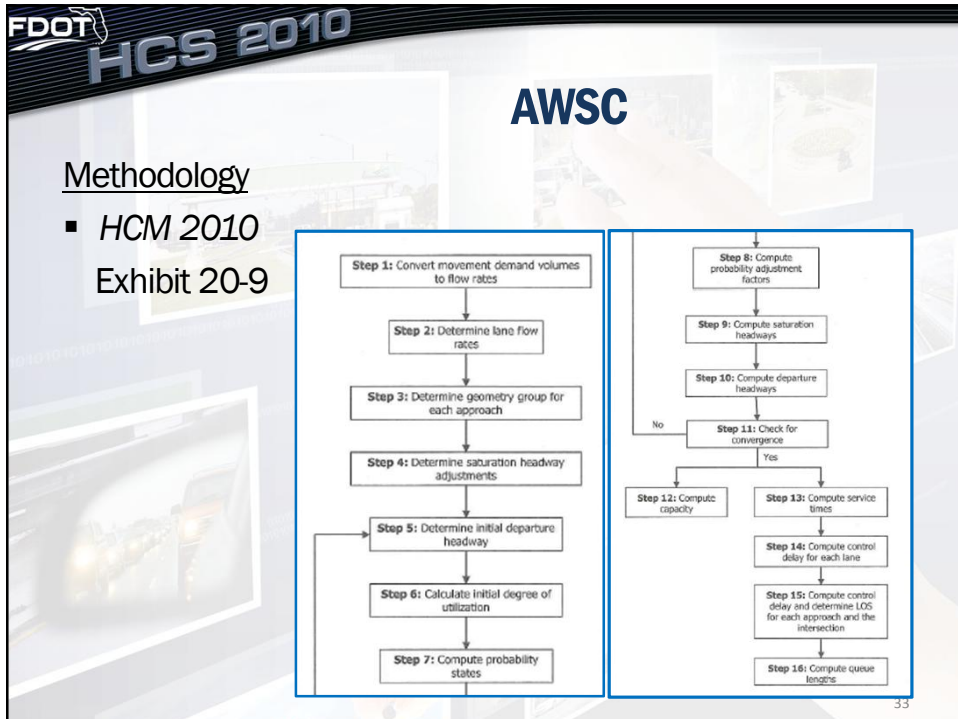 FDOT
HCS 2010
AWSC
Methodology
▪ HCM 2010
Exhibit 20-9
Step 1: Convert movement demand volumes
to flow rates
Step 2: Determine lane flow
rates
Step 3: Determine geometry group for
each approach
Step 4: Determine saturation headway
adjustments
Step 5: Determine initial departure
headway
Step 6: Calculate initial degree of
utilization
Step 7: Compute probability
states
Step 8: Compute
probability adjustment
factors
Step 9: Compute saturation
headways
Step 10: Compute departure
headways
No
Step 11: Check for
convergence
Yes
Step 12: Compute
capacity
Step 13: Compute service
times
Step 14: Compute control
delay for each lane
Step 15: Compute control
delay and determine LOS
for each approach and the
intersection
Step 16: Compute queue
lengths
33